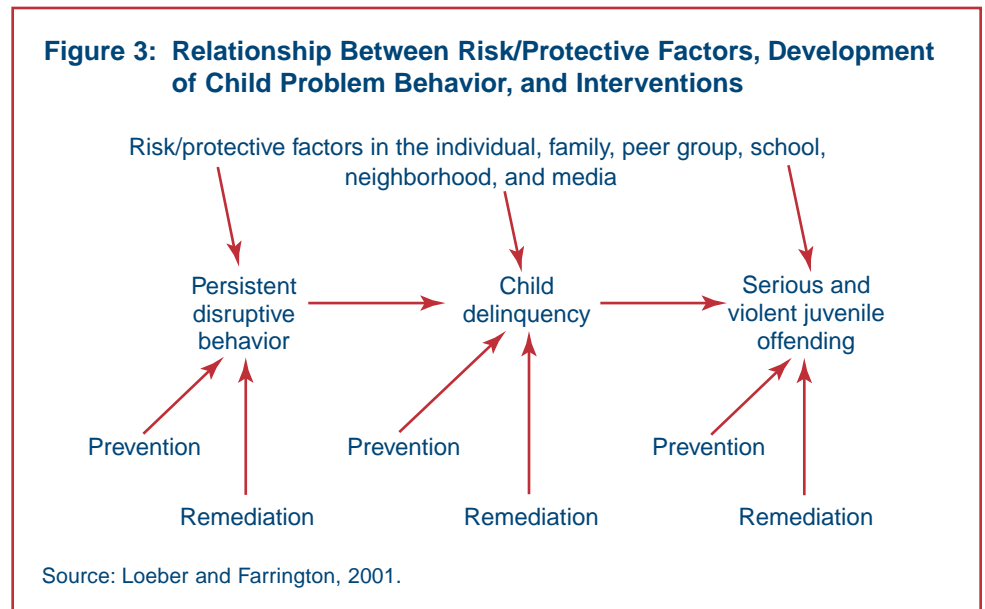 Figure 3: Relationship Between Risk/Protective Factors, Development
of Child Problem Behavior, and Interventions
Risk/protective factors in the individual, family, peer group, school,
neighborhood, and media
Persistent
disruptive
behavior
Child
delinquency
Serious and
violent juvenile
offending
Prevention
Prevention
Prevention
Remediation
Remediation
Remediation
Source: Loeber and Farrington, 2001.